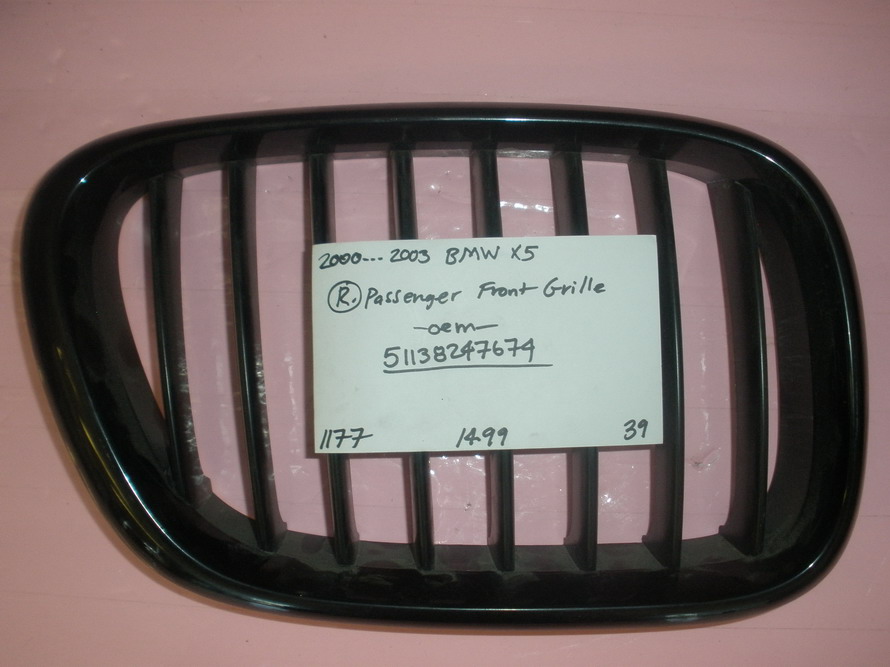 2000... 2003 BMW X5
R. Passenger Front Grille
-oem-
51138247674
1177 1499 39